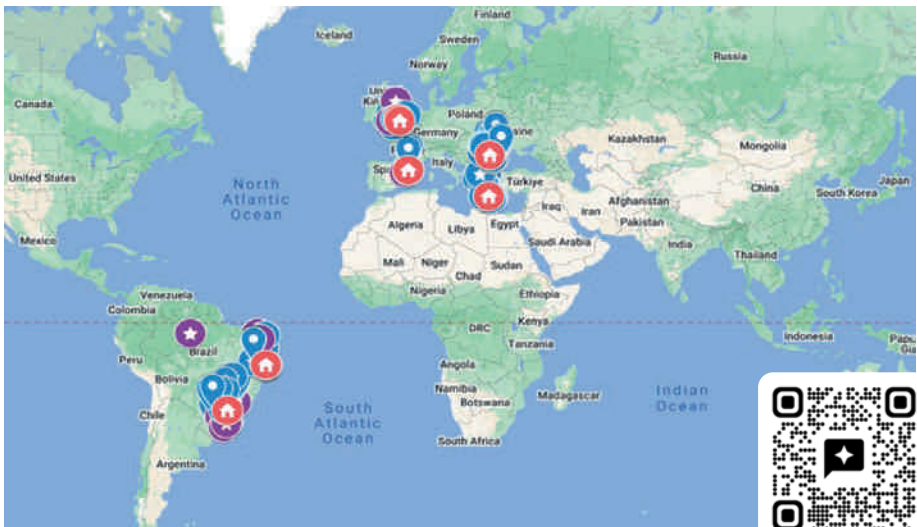 Finland
Iceland
Sweden
Norway
Russia
Canada
Poland
Germany
Kazakhstan
Mongolia
Italy
United States
Türkiye
China
Japan
South Korea
North
Atlantic
Ocean
Afghanistan
Iraq
Iran
Pakistan
Algeria
Libya
Egypt
Mexico
Saudi Arabia
India
Mali
Niger
Thailand
Chad
Sudan
Nigeria
Ethiopia
Venezuela
Colombia
Kenya
DRC
Indonesia
Brazil
Tanzania
Peru
Bolivia
Angola
Namibia
Indian
Ocean
Botswana
Madagascar
Chile
South
Atlantic
Ocean
South Africa
Argentina